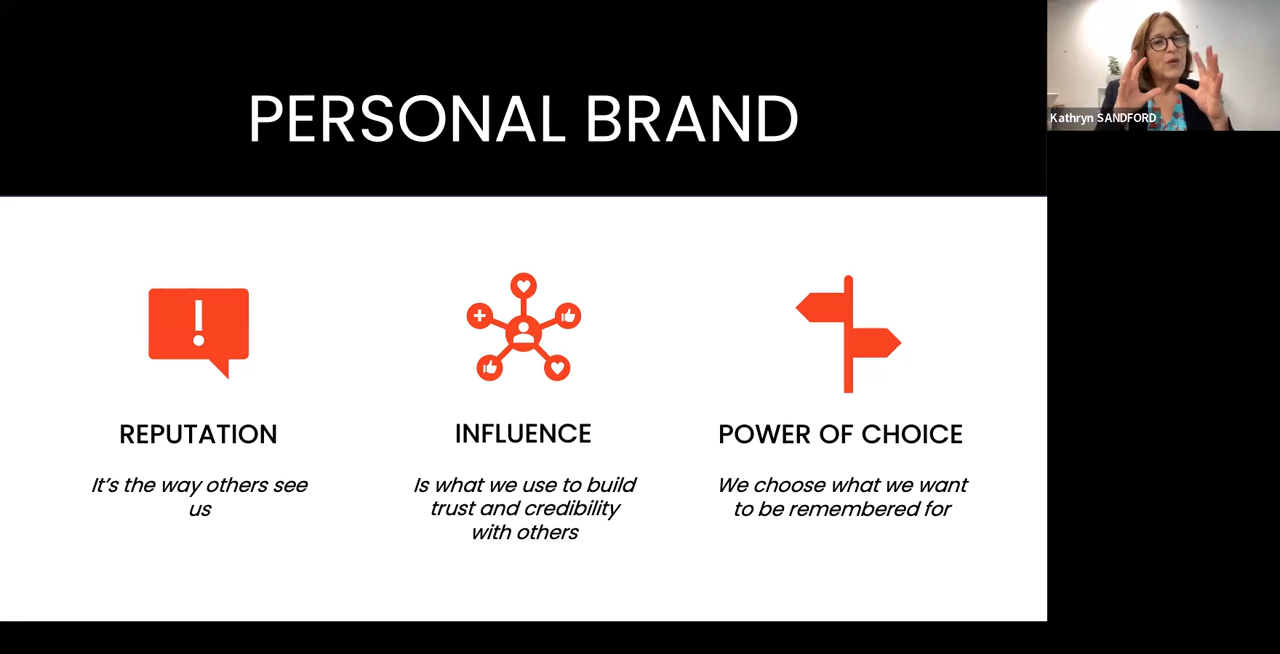 PERSONAL BRAND
Kathryn SANDFORD
REPUTATION
It's the way others see
us
INFLUENCE
Is what we use to build
trust and credibility
with others
POWER OF CHOICE
We choose what we want
to be remembered for